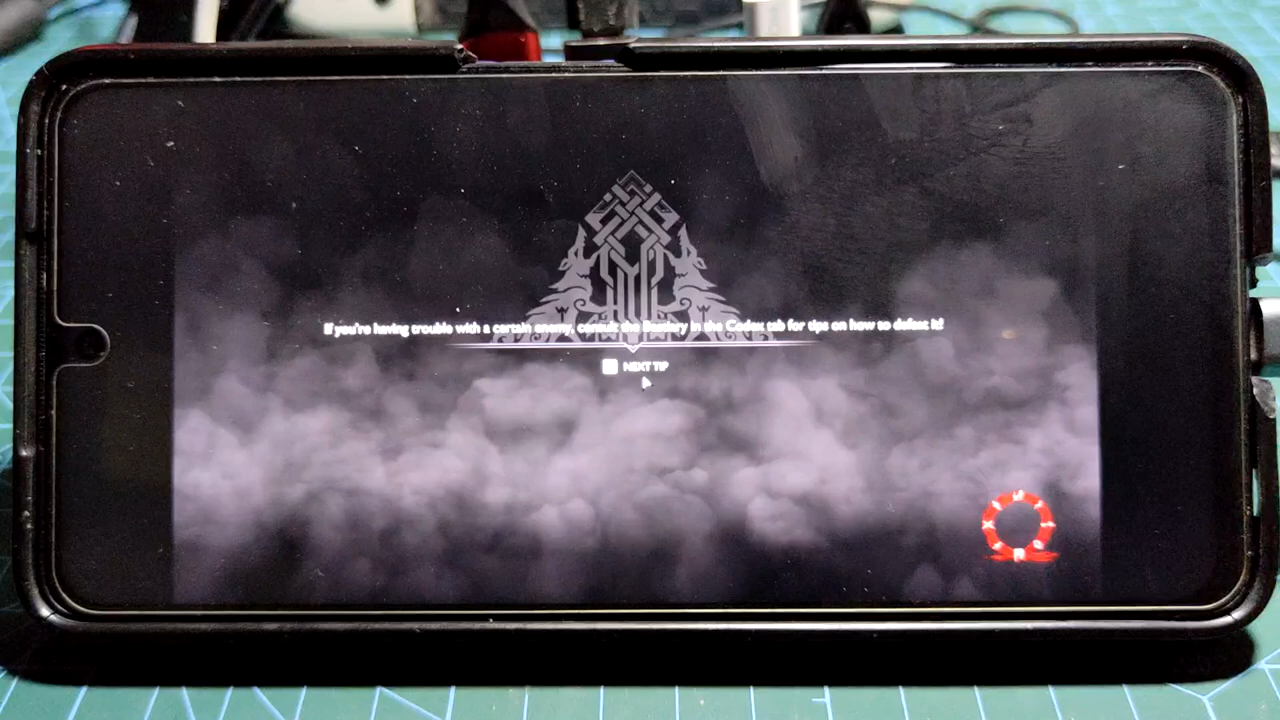 If you're having trouble with a certain enemy, consult the Bestiary in the Codex tab for tips on how to defeat it!
NEXT TIP